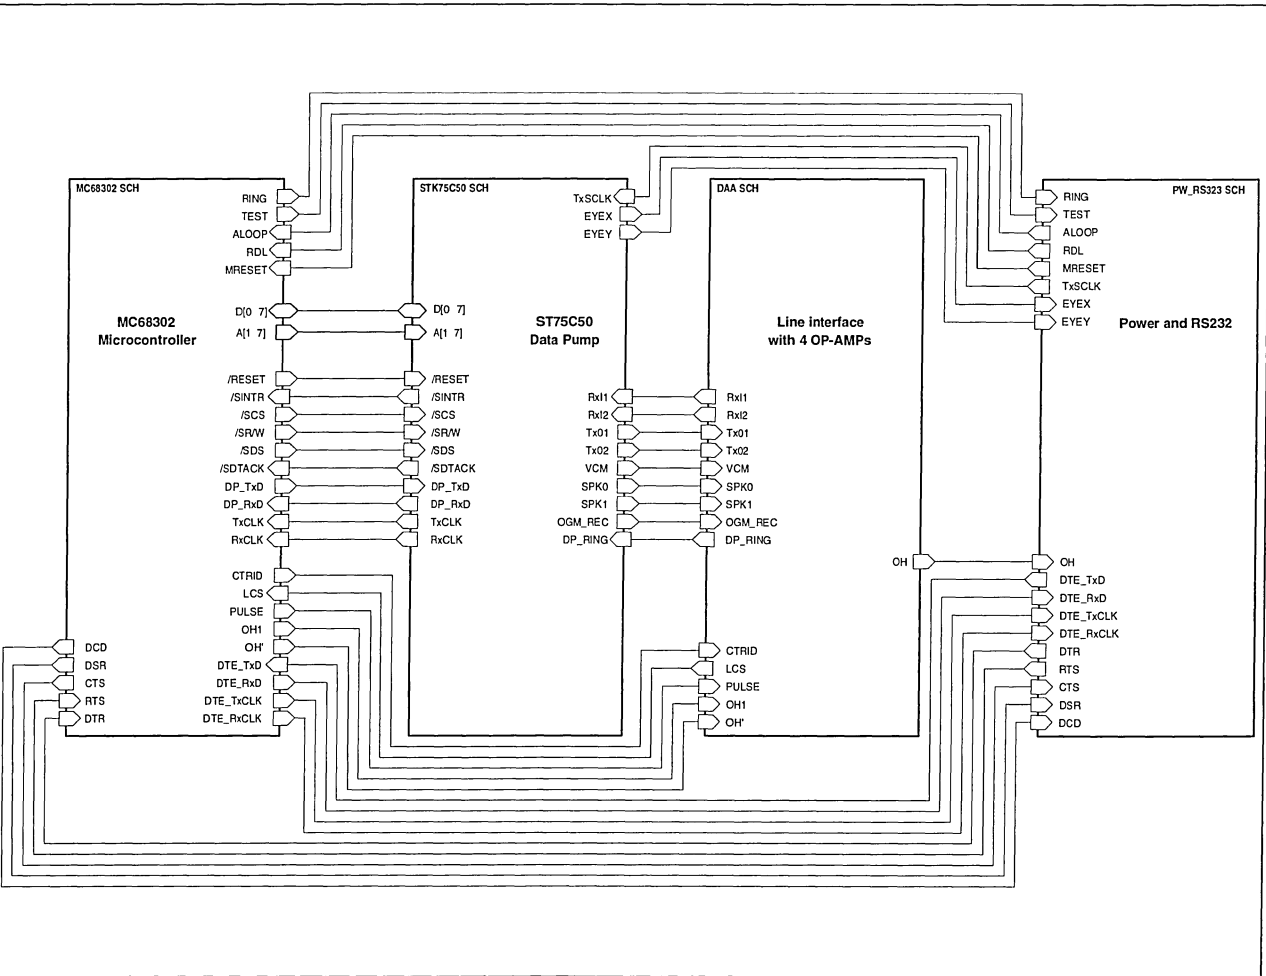 MC68302 SCH
RING
TEST
ALOOP
RDL
MRESET
D[0 7]
A[1 7]
MC68302
Microcontroller
/RESET
/SINTR
/SCS
/SR/W
/SDS
/SDTACK
DP_TxD
DP_RxD
TxCLK
RxCLK
CTRID
LCS
PULSE
OH1
OH'
DTE_TxD
DTE_RxD
DTE_TxCLK
DTE_RxCLK
DCD
DSR
CTS
RTS
DTR
STK75C50 SCH
TxSCLK
EYEX
EYEY
D[0 7]
A[1 7]
ST75C50
Data Pump
/RESET
/SINTR
/SCS
/SR/W
/SDS
/SDTACK
DP_TxD
DP_RxD
TxCLK
RxCLK
RxI1
RxI2
Tx01
Tx02
VCM
SPK0
SPK1
OGM_REC
DP_RING
DAA SCH
Line interface
with 4 OP-AMPs
RxI1
RxI2
Tx01
Tx02
VCM
SPK0
SPK1
OGM_REC
DP_RING
OH
CTRID
LCS
PULSE
OH1
OH'
PW_RS323 SCH
RING
TEST
ALOOP
RDL
MRESET
TxSCLK
EYEX
EYEY
Power and RS232
OH
DTE_TxD
DTE_RxD
DTE_TxCLK
DTE_RxCLK
DTR
RTS
CTS
DSR
DCD